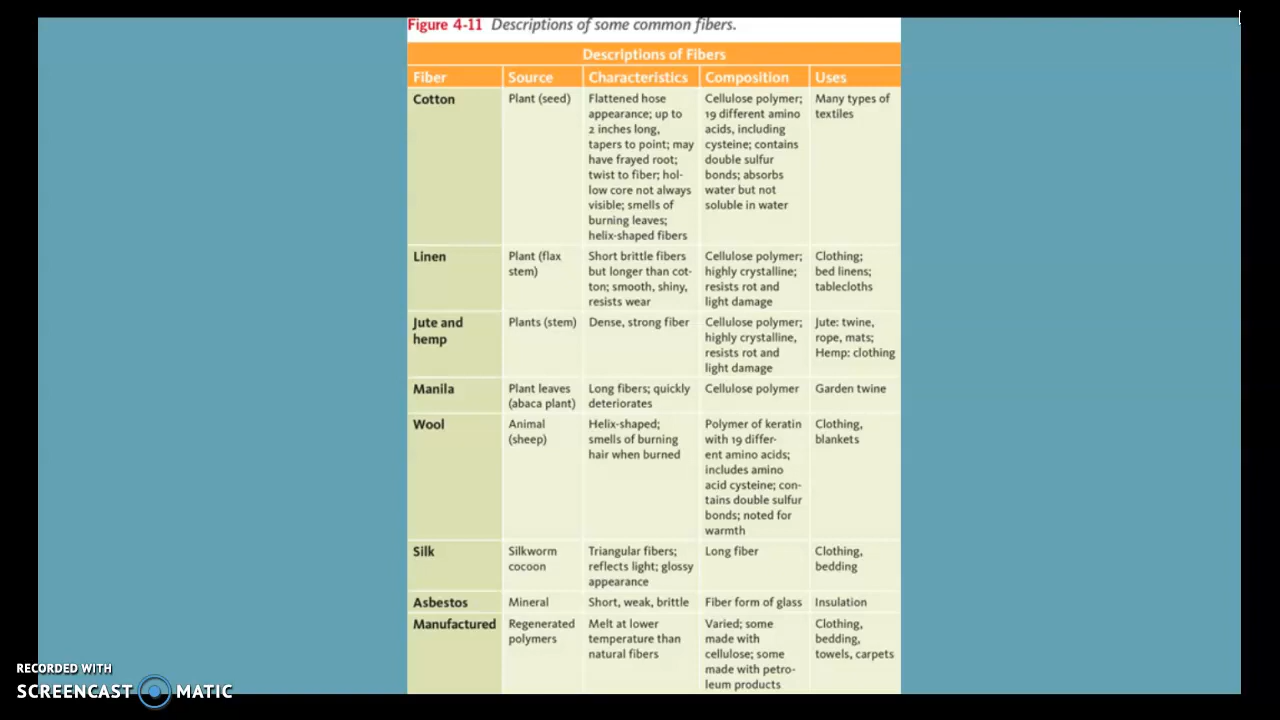 Figure 4-11 Descriptions of some common fibers.
Descriptions of Fibers
Fiber Source Characteristics Composition Uses
Cotton
Plant (seed)
Flattened hose
appearance; up to
2 inches long,
tapers to point; may
have frayed root;
twist to fiber; hol-
low core not always
visible; smells of
burning leaves;
helix-shaped fibers
Cellulose polymer;
19 different amino
acids, including
cysteine; contains
double sulfur
bonds; absorbs
water but not
soluble in water
Many types of
textiles
Linen
Plant (flax
stem)
Short brittle fibers
but longer than cot-
ton; smooth, shiny,
resists wear
Cellulose polymer;
highly crystalline;
resists rot and
light damage
Clothing;
bed linens;
tablecloths
Jute and
hemp
Plants (stem)
Dense, strong fiber
Cellulose polymer;
highly crystalline,
resists rot and
light damage
Jute: twine,
rope, mats;
Hemp: clothing
Manila
Plant leaves
(abaca plant)
Long fibers; quickly
deteriorates
Cellulose polymer
Garden twine
Wool
Animal
(sheep)
Helix-shaped;
smells of burning
hair when burned
Polymer of keratin
with 19 differ-
ent amino acids;
includes amino
acid cysteine; con-
tains double sulfur
bonds; noted for
warmth
Clothing,
blankets
Silk
Silkworm
cocoon
Triangular fibers;
reflects light; glossy
appearance
Long fiber
Clothing,
bedding
Asbestos
Mineral
Short, weak, brittle
Fiber form of glass
Insulation
Manufactured
Regenerated
polymers
Melt at lower
temperature than
natural fibers
Varied; some
made with
cellulose; some
made with petro-
leum products
Clothing,
bedding,
towels, carpets
RECORDED WITH
SCREENCAST MATIC